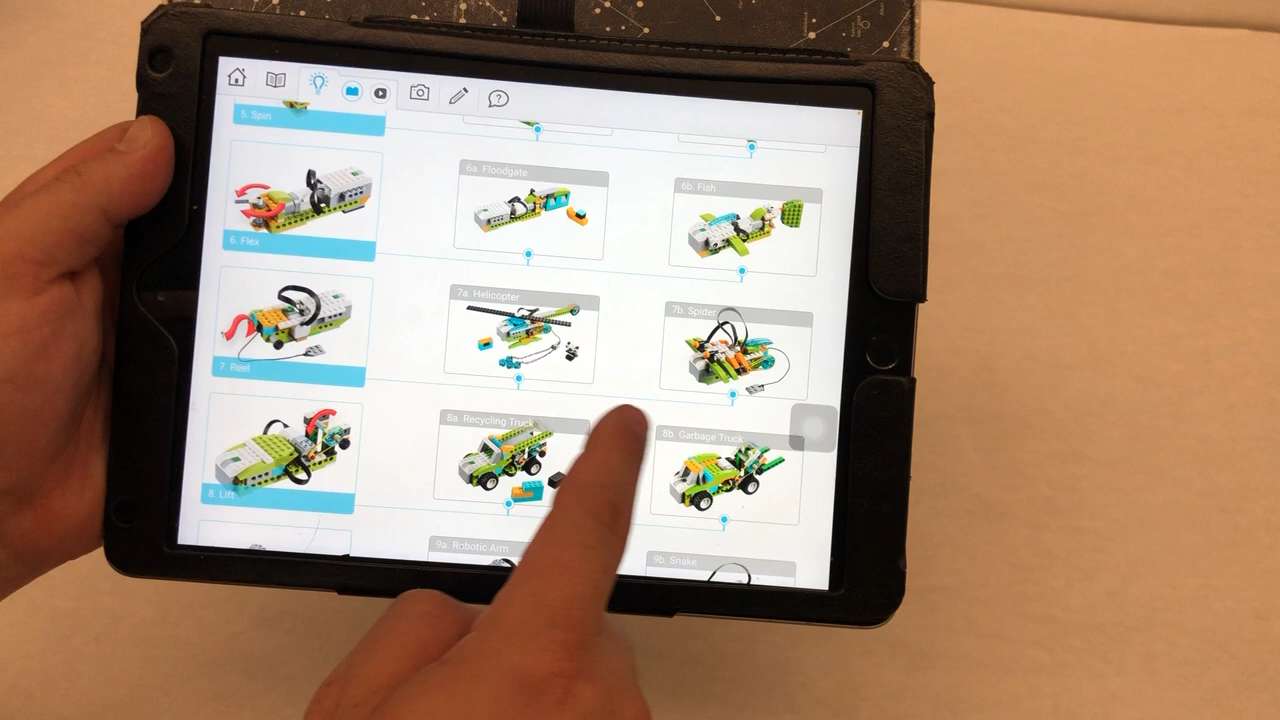 5. Spin
6a. Floodgate
6b. Fish
6. Flex
7a. Helicopter
7b. Spider
7. Reel
8a. Recycling Truck
8b. Garbage Truck
8. Lift
9a. Robotic Arm
9b. Snake